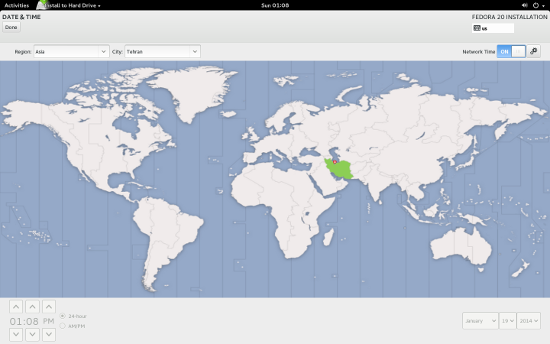 Activities Install to Hard Drive Sun 01:08
DATE & TIME FEDORA 20 INSTALLATION
Done us
Region: Asia City: Tehran Network Time ON
24-hour
01:08 PM
AM/PM
January 19 2014